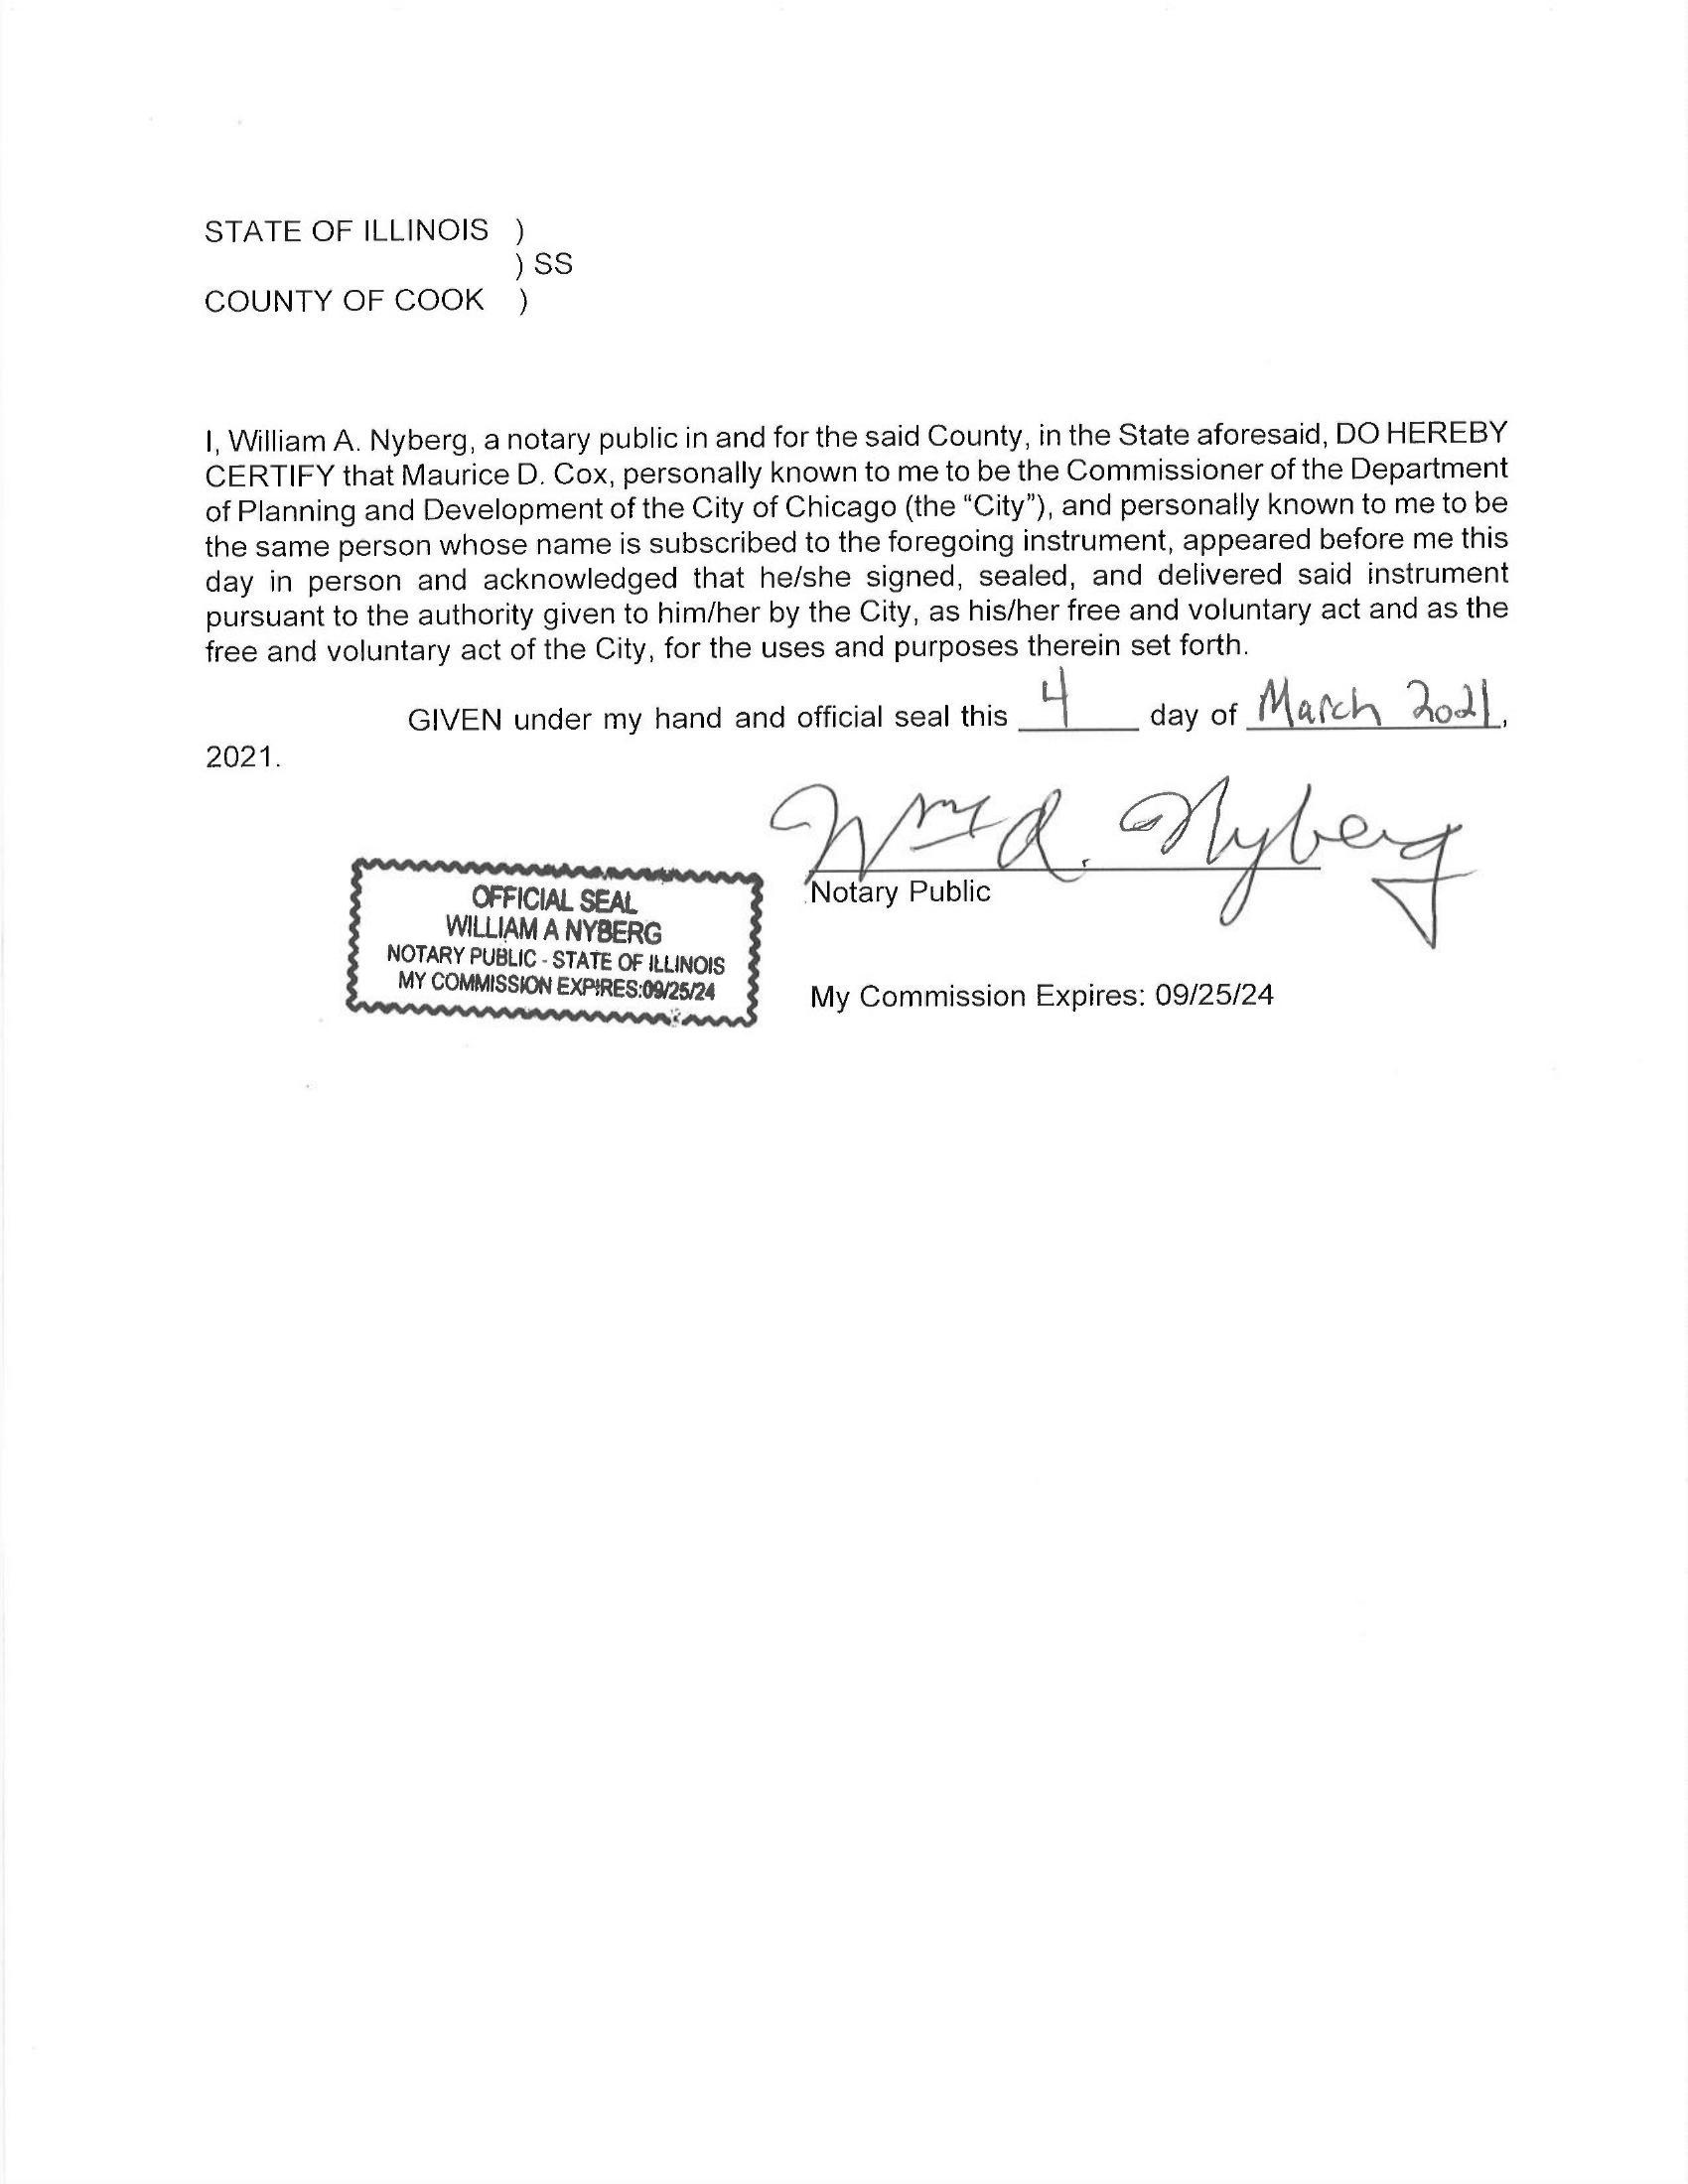 STATE OF ILLINOIS )
) SS
COUNTY OF COOK )
I, William A. Nyberg, a notary public in and for the said County, in the State aforesaid, DO HEREBY
CERTIFY that Maurice D. Cox, personally known to me to be the Commissioner of the Department
of Planning and Development of the City of Chicago (the “City”), and personally known to me to be
the same person whose name is subscribed to the foregoing instrument, appeared before me this
day in person and acknowledged that he/she signed, sealed, and delivered said instrument
pursuant to the authority given to him/her by the City, as his/her free and voluntary act and as the
free and voluntary act of the City, for the uses and purposes therein set forth.
GIVEN under my hand and official seal this 4 day of March 2021,
2021.
Wm A. Nyberg
Notary Public
OFFICIAL SEAL
WILLIAM A NYBERG
NOTARY PUBLIC - STATE OF ILLINOIS
MY COMMISSION EXPIRES:09/25/24
My Commission Expires: 09/25/24